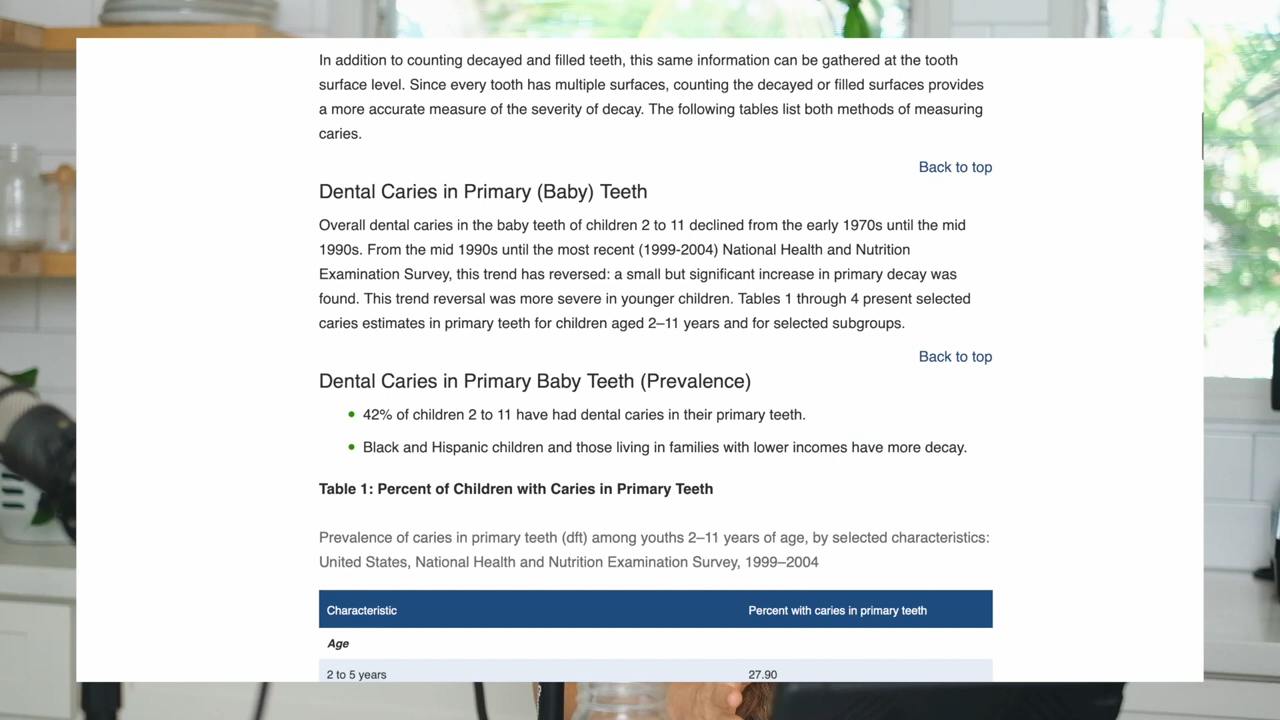 In addition to counting decayed and filled teeth, this same information can be gathered at the tooth
surface level. Since every tooth has multiple surfaces, counting the decayed or filled surfaces provides
a more accurate measure of the severity of decay. The following tables list both methods of measuring
caries.
Back to top
Dental Caries in Primary (Baby) Teeth
Overall dental caries in the baby teeth of children 2 to 11 declined from the early 1970s until the mid
1990s. From the mid 1990s until the most recent (1999-2004) National Health and Nutrition
Examination Survey, this trend has reversed: a small but significant increase in primary decay was
found. This trend reversal was more severe in younger children. Tables 1 through 4 present selected
caries estimates in primary teeth for children aged 2–11 years and for selected subgroups.
Back to top
Dental Caries in Primary Baby Teeth (Prevalence)
• 42% of children 2 to 11 have had dental caries in their primary teeth.
• Black and Hispanic children and those living in families with lower incomes have more decay.
Table 1: Percent of Children with Caries in Primary Teeth
Prevalence of caries in primary teeth (dft) among youths 2–11 years of age, by selected characteristics:
United States, National Health and Nutrition Examination Survey, 1999–2004
Characteristic Percent with caries in primary teeth
Age
2 to 5 years 27.90